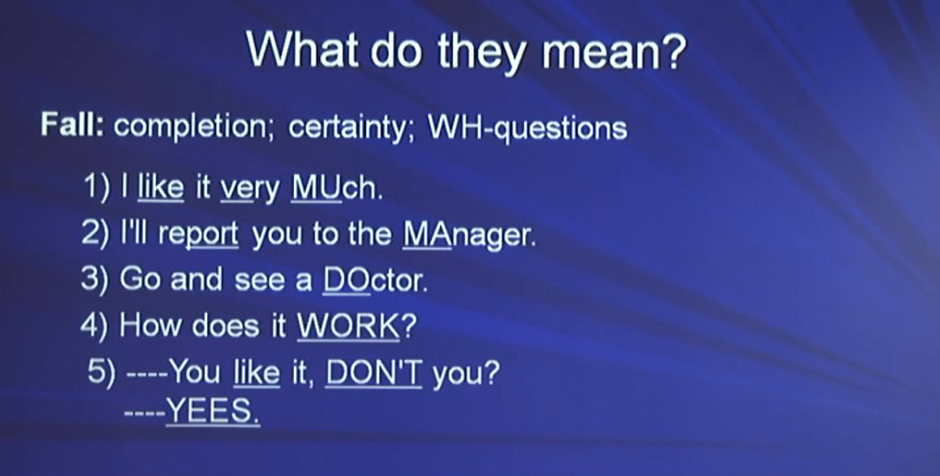 What do they mean?
Fall: completion; certainty; WH-questions
1) I like it very MUch.
2) I'll report you to the MAnager.
3) Go and see a DOctor.
4) How does it WORK?
5) ----You like it, DON'T you?
----YEES.